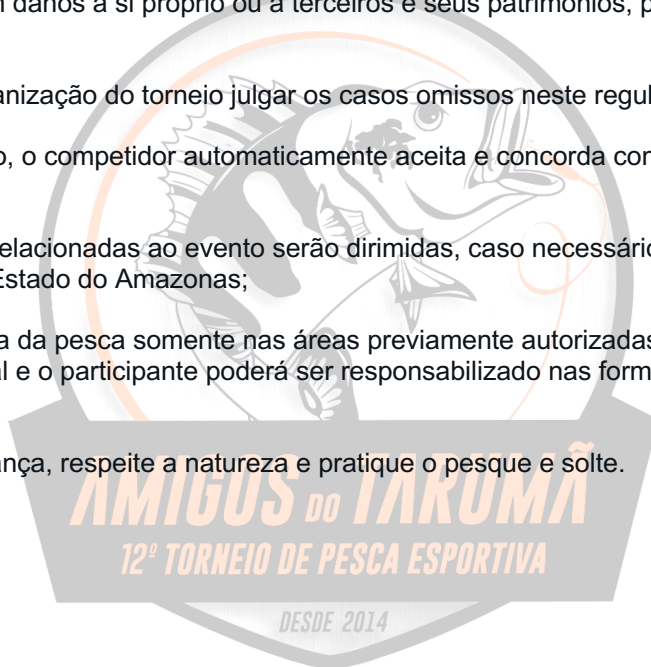 danos a si próprio ou a terceiros e seus patrimônios,
anização do torneio julgar os casos omissos neste regul
o, o competidor automaticamente aceita e concorda con
elacionadas ao evento serão dirimidas, caso necessário
Estado do Amazonas;
a da pesca somente nas áreas previamente autorizadas
al e o participante poderá ser responsabilizado nas form
ança, respeite a natureza e pratique o pesque e solte.
AMIGOS DO TARUMÃ
12º TORNEIO DE PESCA ESPORTIVA
DESDE 2014